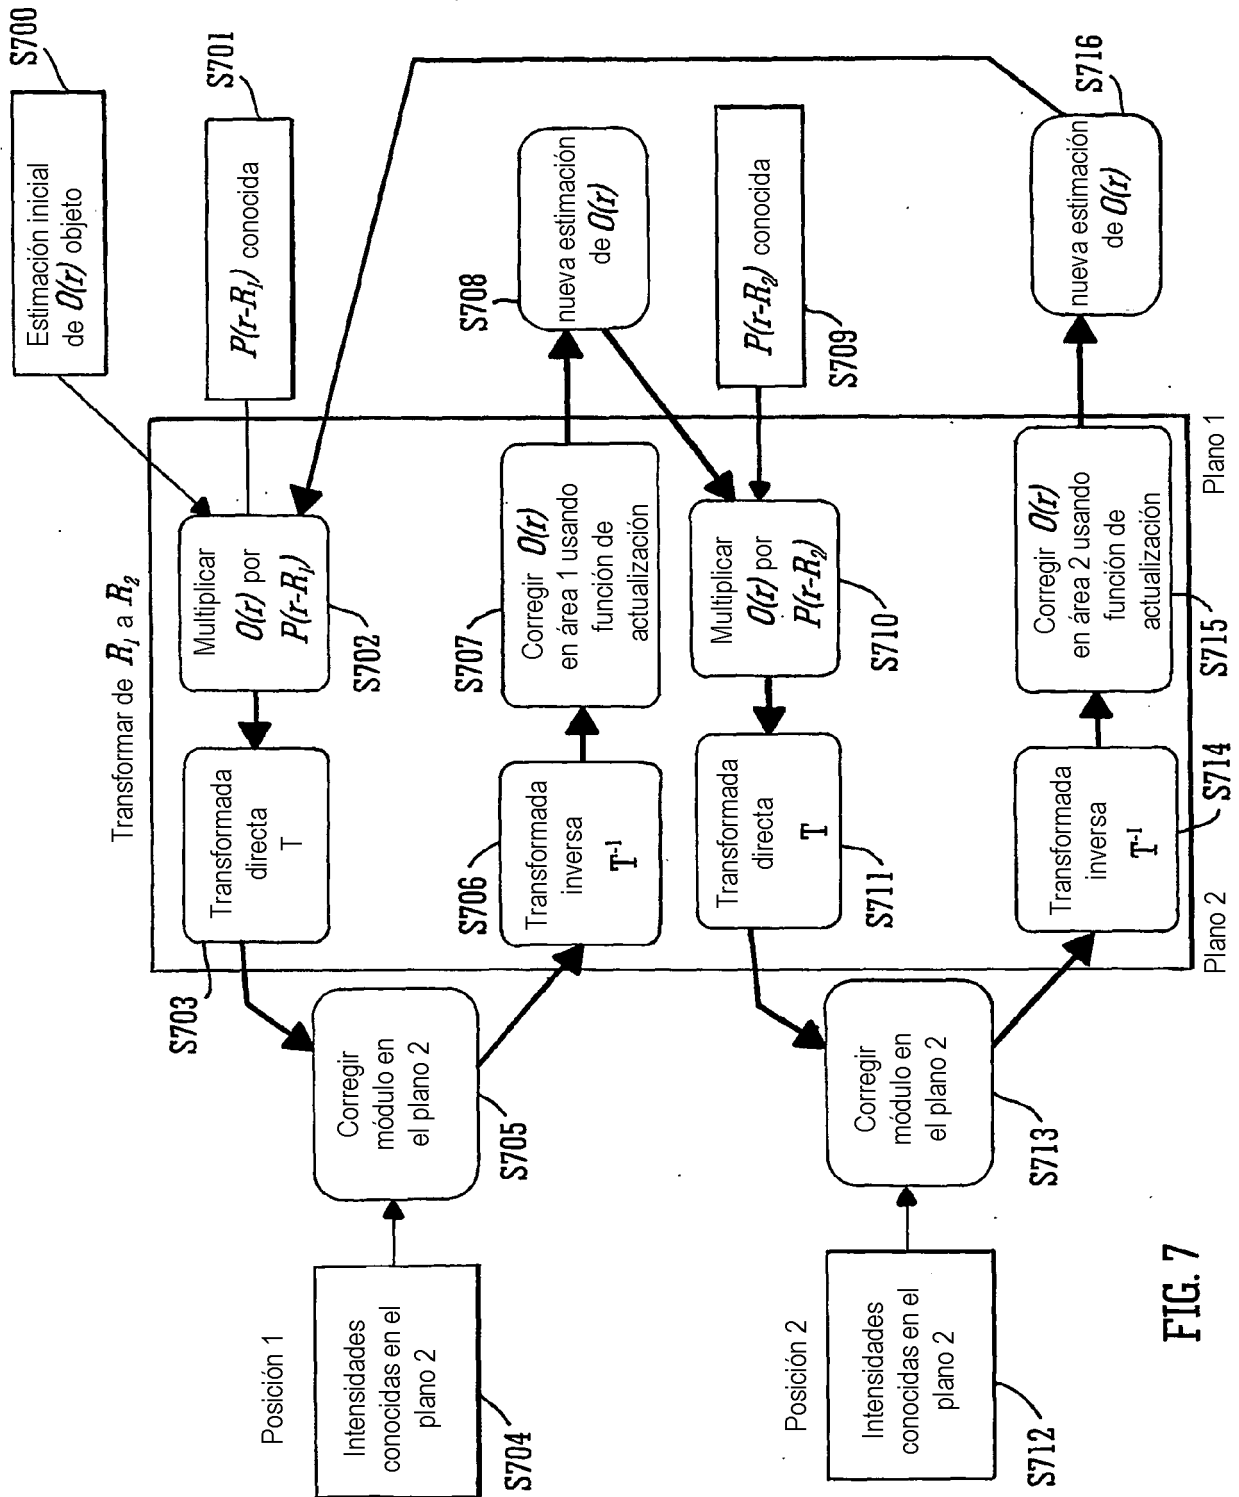 S700
Estimación inicial
de O(r) objeto
S701
P(r-R₁) conocida
Transformar de R₁ a R₂
Multiplicar
O(r) por
P(r-R₁)
S702
Transformada
directa
T
S703
Posición 1
Intensidades
conocidas en el
plano 2
S704
Corregir
módulo en
el plano 2
S705
S706
Transformada
inversa
T⁻¹
S707
Corregir O(r)
en área 1 usando
función de
actualización
S708
nueva estimación
de O(r)
P(r-R₂) conocida
S709
Multiplicar
O(r) por
P(r-R₂)
S710
Transformada
directa
T
S711
Posición 2
Intensidades
conocidas en el
plano 2
S712
Corregir
módulo en
el plano 2
S713
Transformada
inversa
T⁻¹
S714
Corregir O(r)
en área 2 usando
función de
actualización
S715
nueva estimación
de O(r)
S716
Plano 2
Plano 1
FIG. 7